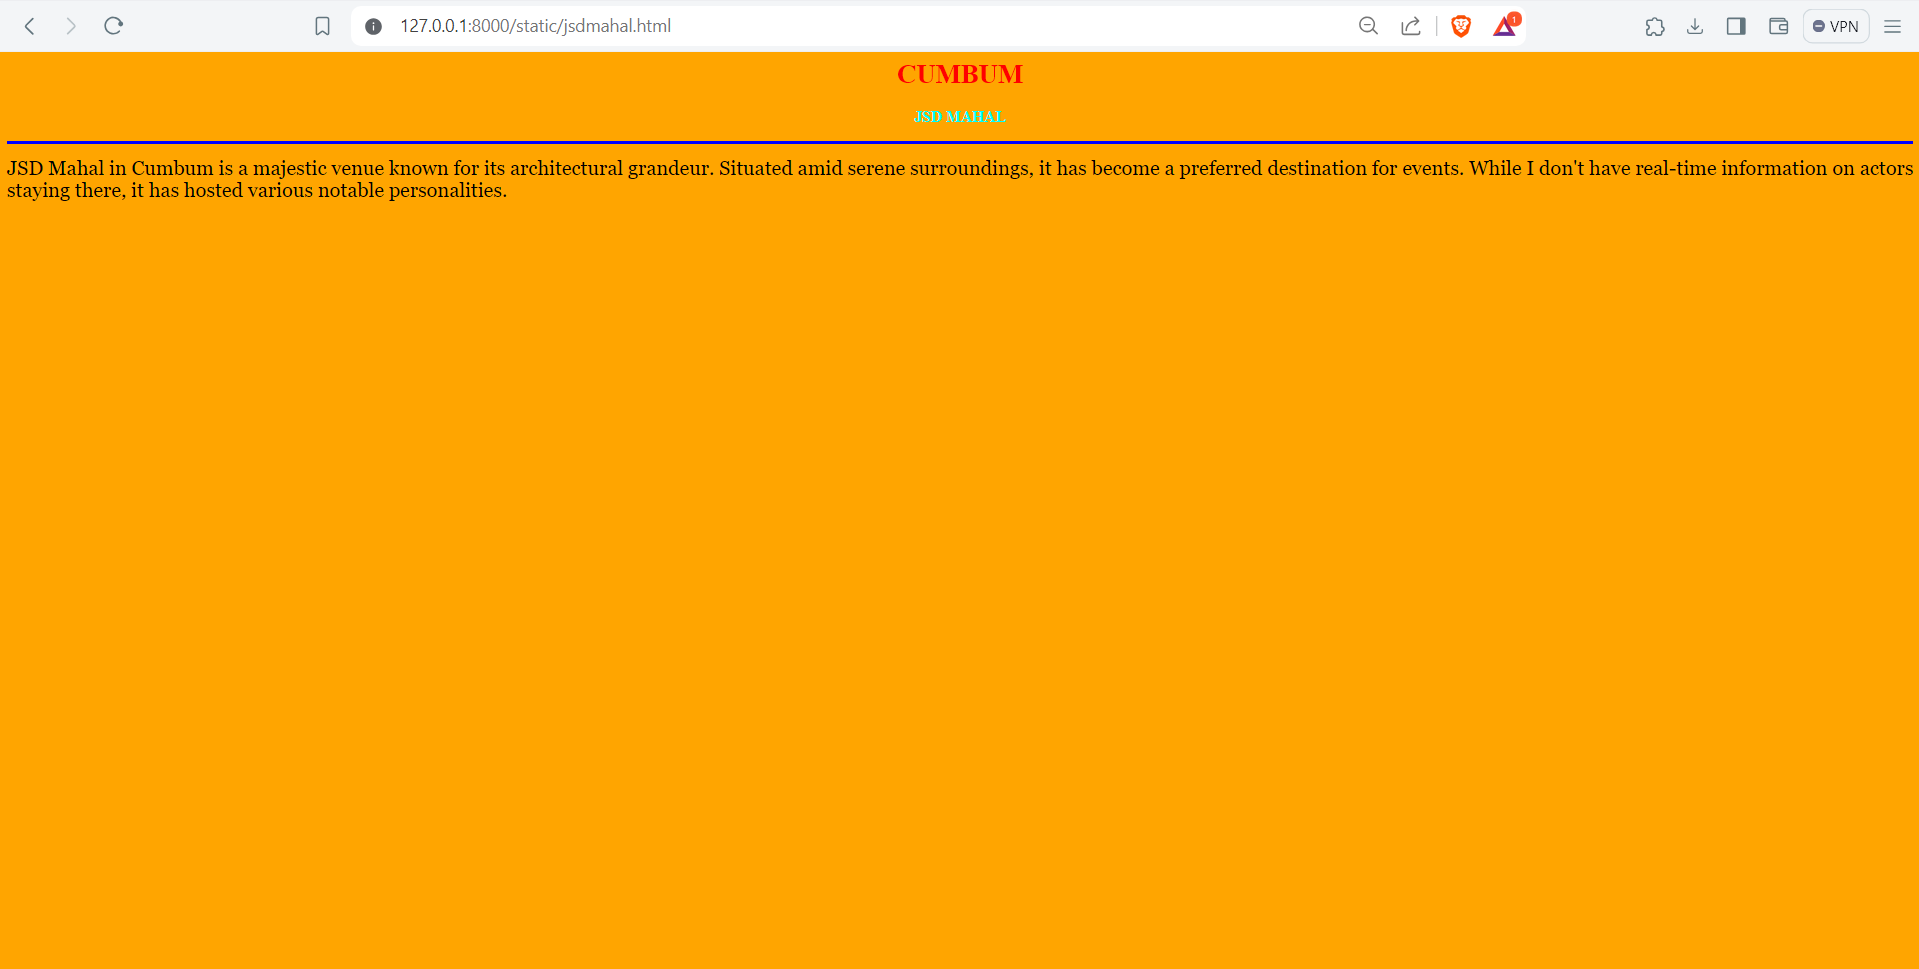 127.0.0.1:8000/static/jsdmahal.html
1
VPN
CUMBUM
JSD MAHAL
JSD Mahal in Cumbum is a majestic venue known for its architectural grandeur. Situated amid serene surroundings, it has become a preferred destination for events. While I don't have real-time information on actors
staying there, it has hosted various notable personalities.